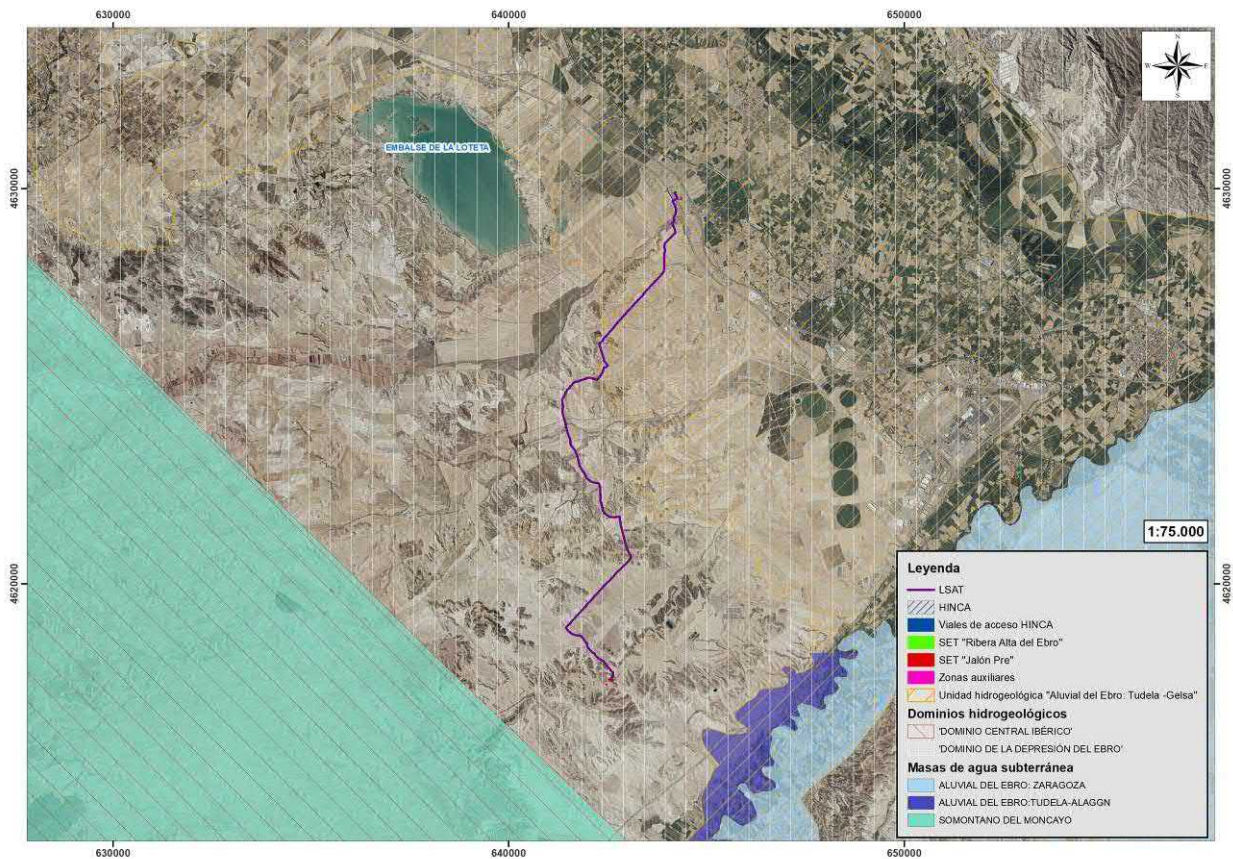 630000 640000 650000
N
W E
S
EMBALSE DE LA LOTETA
4630000 4630000
1:75.000
4620000 4620000
Leyenda
LSAT
HINCA
Viales de acceso HINCA
SET "Ribera Alta del Ebro"
SET "Jalón Pre"
Zonas auxiliares
Unidad hidrogeológica "Aluvial del Ebro: Tudela -Gelsa"
Dominios hidrogeológicos
'DOMINIO CENTRAL IBÉRICO'
'DOMINIO DE LA DEPRESIÓN DEL EBRO'
Masas de agua subterránea
ALUVIAL DEL EBRO: ZARAGOZA
ALUVIAL DEL EBRO:TUDELA-ALAGGN
SOMONTANO DEL MONCAYO
630000 640000 650000